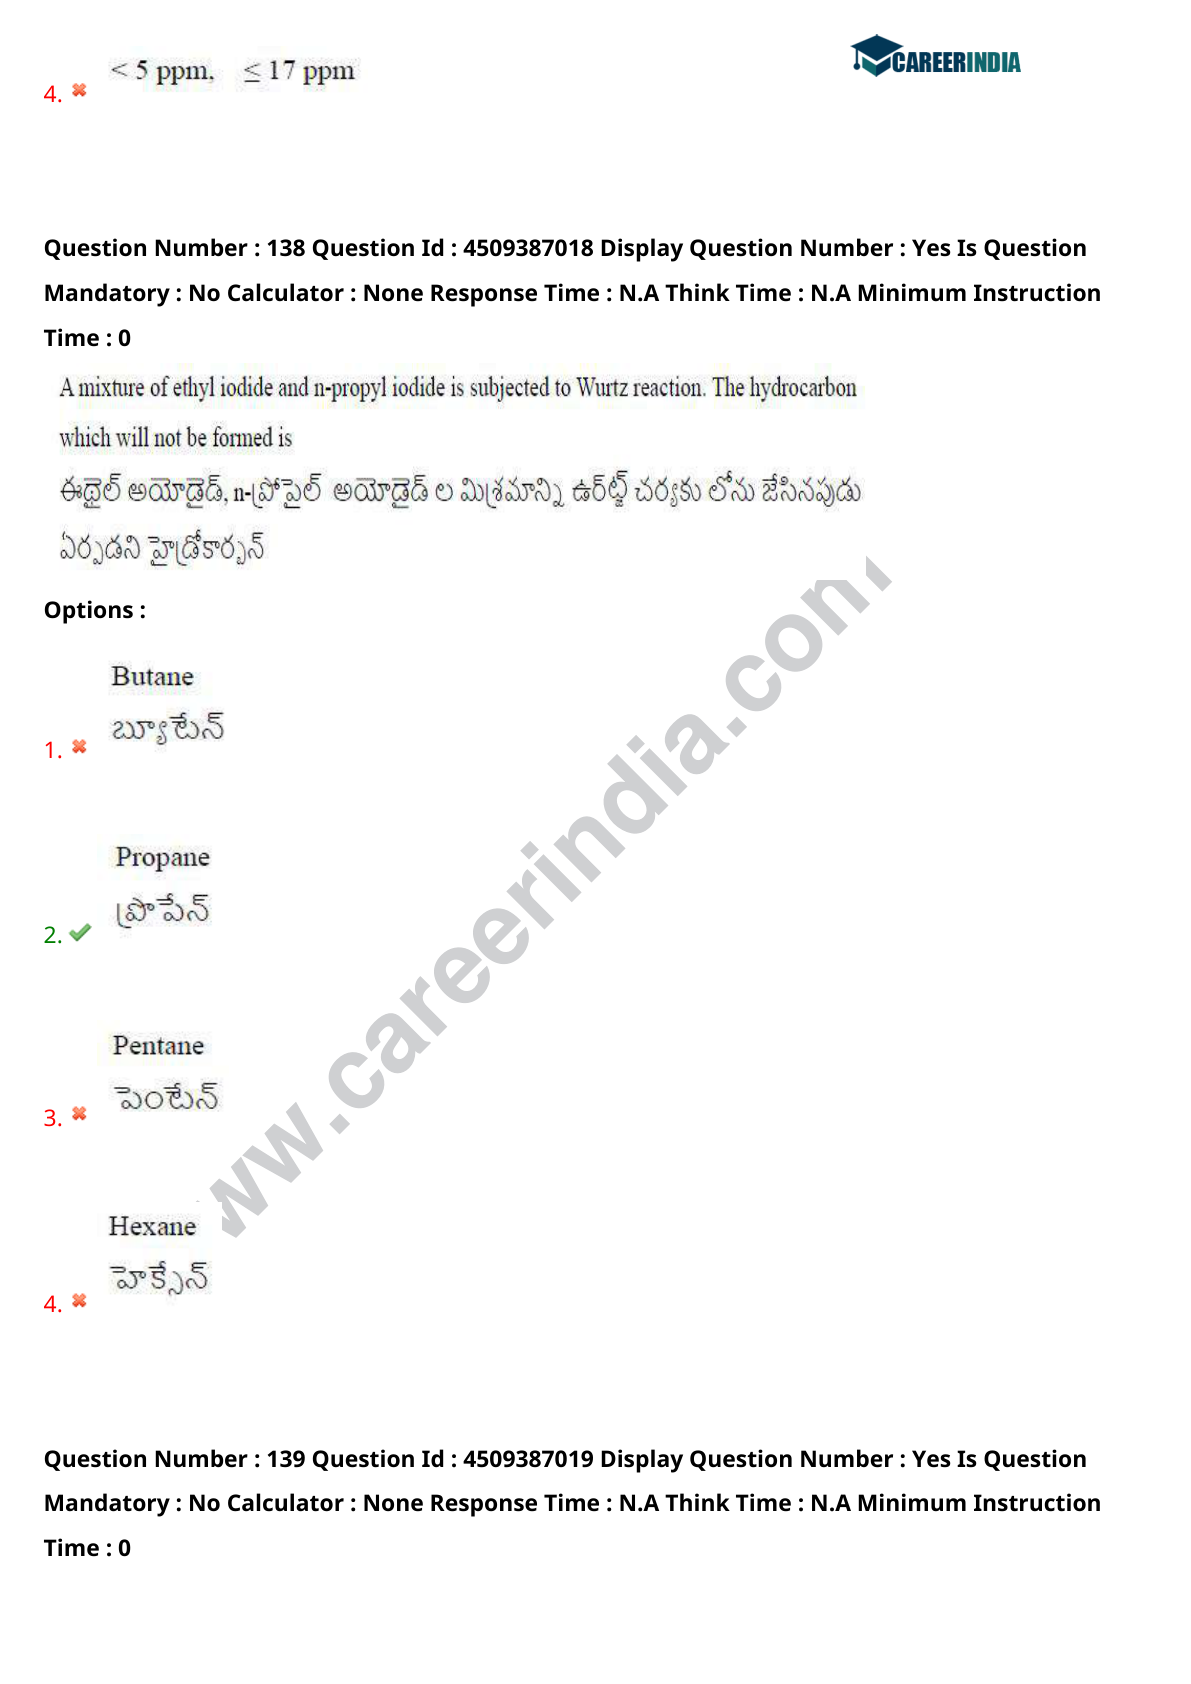 CAREERINDIA
< 5 ppm, ≤ 17 ppm
4.
Question Number : 138 Question Id : 4509387018 Display Question Number : Yes Is Question
Mandatory : No Calculator : None Response Time : N.A Think Time : N.A Minimum Instruction
Time : 0
A mixture of ethyl iodide and n-propyl iodide is subjected to Wurtz reaction. The hydrocarbon
which will not be formed is
ఈథైల్ అయోడైడ్, n-ప్రోపైల్ అయోడైడ్ ల మిశ్రమాన్ని ఉర్ట్జ్ చర్యకు లోను జేసినపుడు
ఏర్పడని హైడ్రోకార్బన్
Options :
Butane
బ్యూటేన్
1.
Propane
ప్రొపేన్
2.
Pentane
పెంటేన్
3.
Hexane
హెక్సేన్
4.
www.careerindia.com
Question Number : 139 Question Id : 4509387019 Display Question Number : Yes Is Question
Mandatory : No Calculator : None Response Time : N.A Think Time : N.A Minimum Instruction
Time : 0